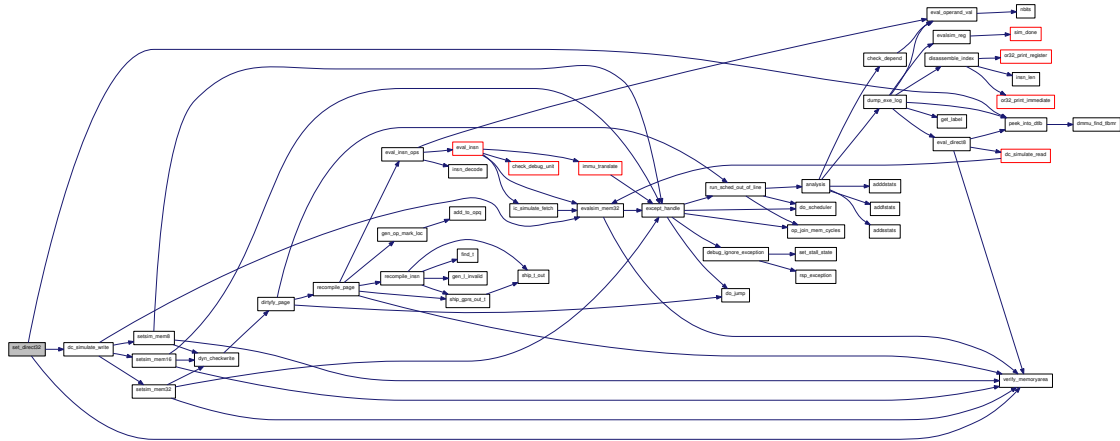 set_direct32
dc_simulate_write
setsim_mem8
setsim_mem16
setsim_mem32
dyn_checkwrite
dirtyfy_page
recompile_page
eval_insn_ops
gen_op_mark_loc
recompile_insn
eval_insn
insn_decode
add_to_opq
find_t
gen_t_invalid
ship_gprs_out_t
ship_t_out
check_debug_unit
ic_simulate_fetch
immu_translate
evalsim_mem32
except_handle
run_sched_out_of_line
debug_ignore_exception
do_jump
analysis
do_scheduler
op_join_mem_cycles
set_stall_state
rsp_exception
check_depend
dump_exe_log
adddstats
addfstats
addsstats
eval_operand_val
evalsim_reg
disassemble_index
get_label
eval_direct8
nbits
sim_done
or32_print_register
insn_len
or32_print_immediate
peek_into_dtlb
dc_simulate_read
verify_memoryarea
dmmu_find_tlbmr